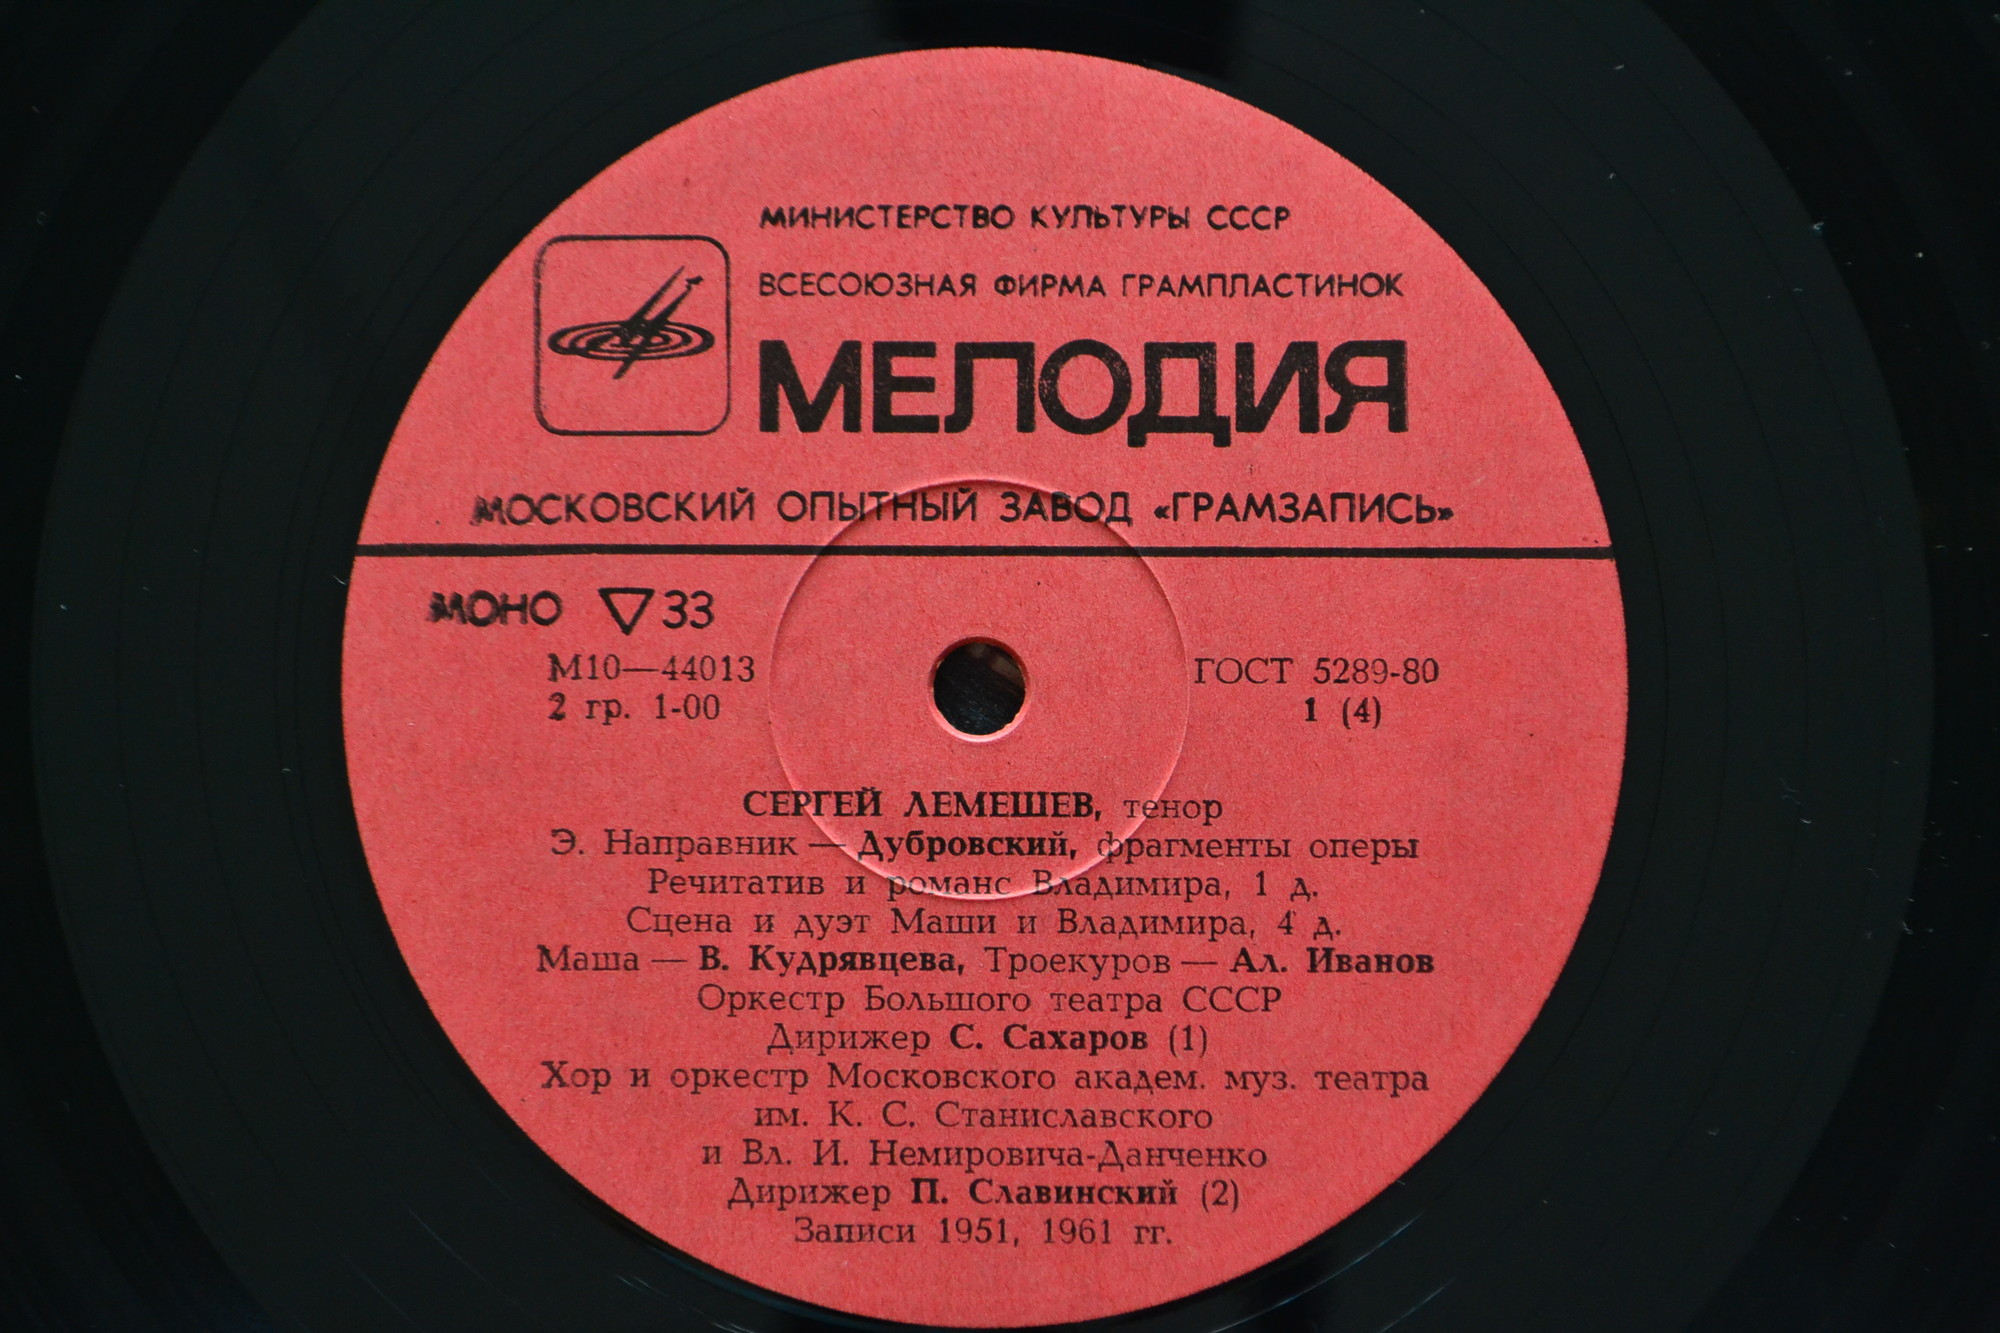 МИНИСТЕРСТВО КУЛЬТУРЫ СССР
ВСЕСОЮЗНАЯ ФИРМА ГРАМПЛАСТИНОК
МЕЛОДИЯ
МОСКОВСКИЙ ОПЫТНЫЙ ЗАВОД «ГРАМЗАПИСЬ»
МОНО ▽ 33
М10—44013
2 гр. 1-00
ГОСТ 5289-80
1 (4)
СЕРГЕЙ ЛЕМЕШЕВ, тенор
Э. Направник — Дубровский, фрагменты оперы
Речитатив и романс Владимира, 1 д.
Сцена и дуэт Маши и Владимира, 4 д.
Маша — В. Кудрявцева, Троекуров — Ал. Иванов
Оркестр Большого театра СССР
Дирижер С. Сахаров (1)
Хор и оркестр Московского академ. муз. театра
им. К. С. Станиславского
и Вл. И. Немировича-Данченко
Дирижер П. Славинский (2)
Записи 1951, 1961 гг.